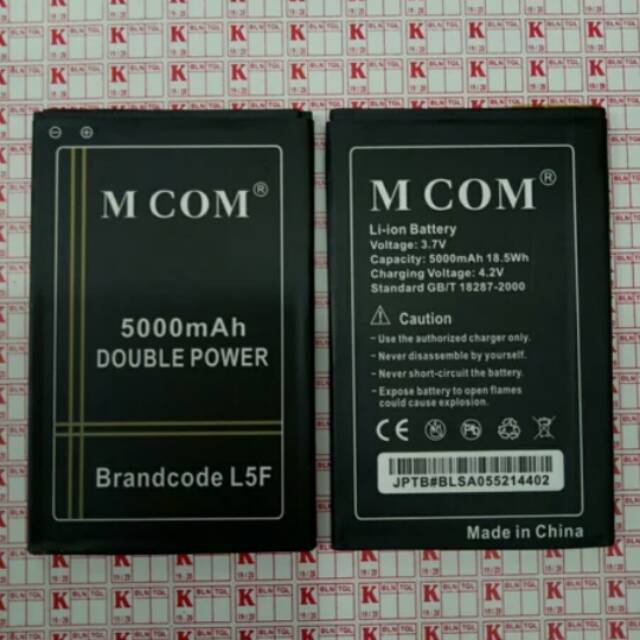 M COM®
5000mAh
DOUBLE POWER
Brandcode L5F
M COM®
Li-ion Battery
Voltage: 3.7V
Capacity: 5000mAh 18.5Wh
Charging Voltage: 4.2V
Standard GB/T 18287-2000
Caution
- Use the authorized charger only.
- Never disassemble by yourself.
- Never short-circuit the battery.
- Expose battery to open flames
could cause explosion.
CE
JPTB#BLSA055214402
Made in China
K BLN TGL